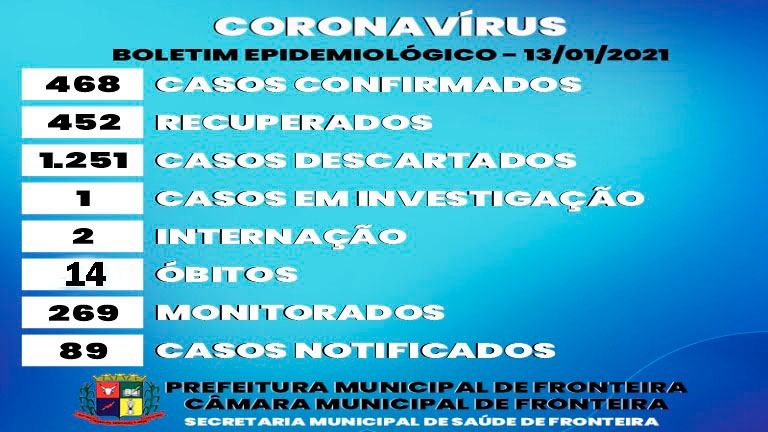 CORONAVÍRUS
BOLETIM EPIDEMIOLÓGICO - 13/01/2021
468 CASOS CONFIRMADOS
452 RECUPERADOS
1.251 CASOS DESCARTADOS
1 CASOS EM INVESTIGAÇÃO
2 INTERNAÇÃO
14 ÓBITOS
269 MONITORADOS
89 CASOS NOTIFICADOS
PREFEITURA MUNICIPAL DE FRONTEIRA
CÂMARA MUNICIPAL DE FRONTEIRA
SECRETARIA MUNICIPAL DE SAÚDE DE FRONTEIRA